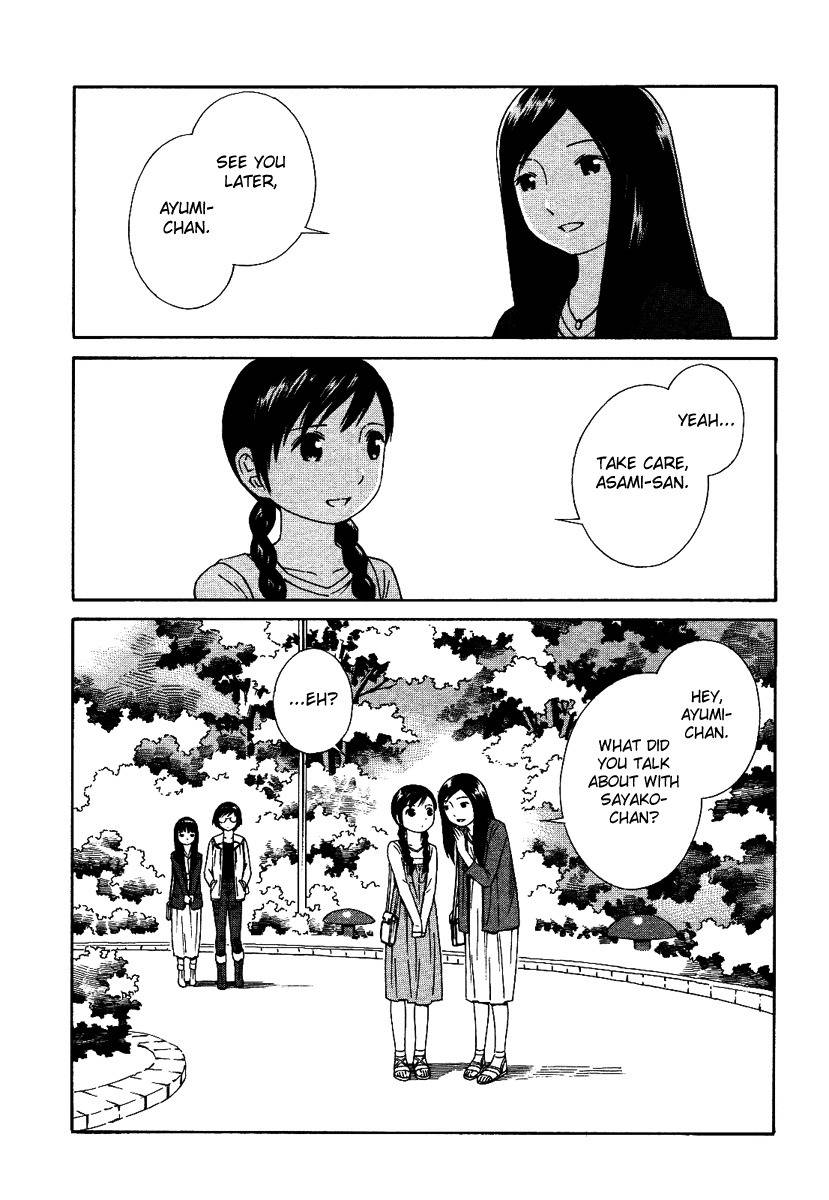 SEE YOU
LATER,
AYUMI-
CHAN.
YEAH...
TAKE CARE,
ASAMI-SAN.
HEY,
AYUMI-
CHAN.
WHAT DID
YOU TALK
ABOUT WITH
SAYAKO-
CHAN?
...EH?